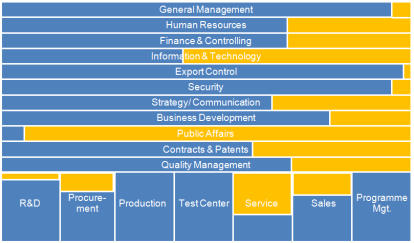 General Management
Human Resources
Finance & Controlling
Information & Technology
Export Control
Security
Strategy/ Communication
Business Development
Public Affairs
Contracts & Patents
Quality Management
R&D
Procure-
ment
Production
Test Center
Service
Sales
Programme
Mgt.